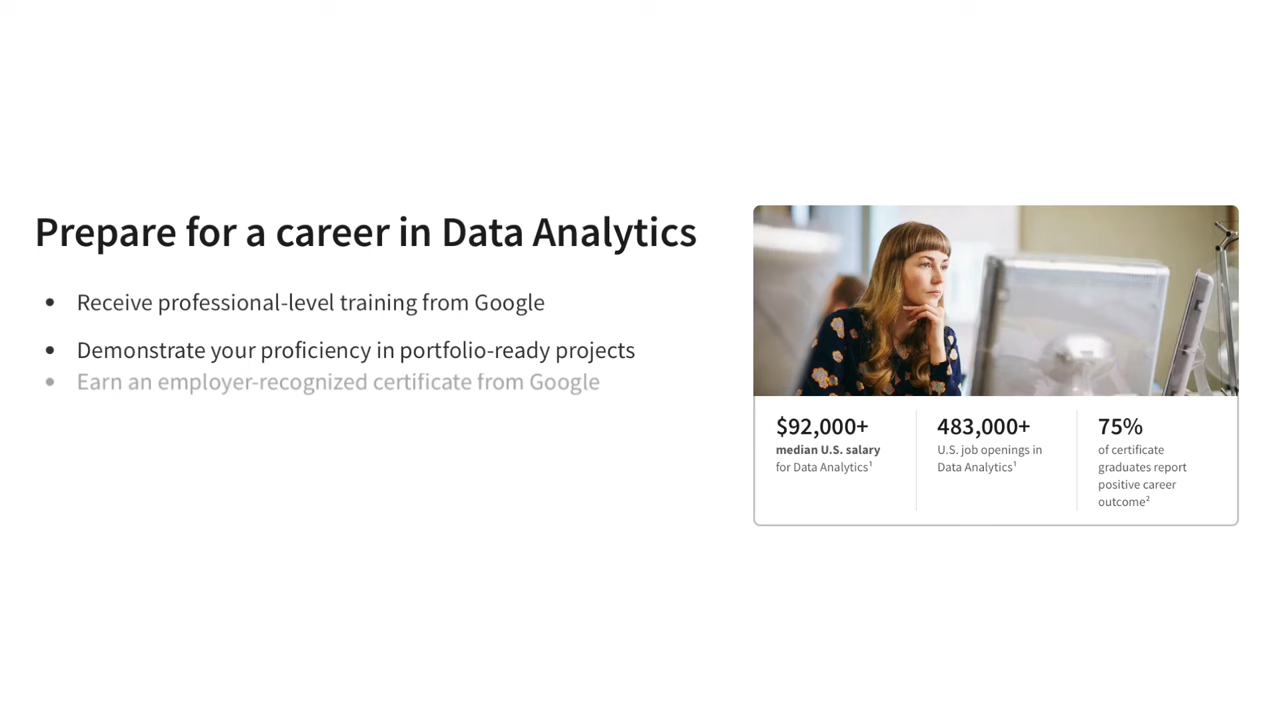 Prepare for a career in Data Analytics
• Receive professional-level training from Google
• Demonstrate your proficiency in portfolio-ready projects
• Earn an employer-recognized certificate from Google
$92,000+
median U.S. salary
for Data Analytics¹
483,000+
U.S. job openings in
Data Analytics¹
75%
of certificate
graduates report
positive career
outcome²